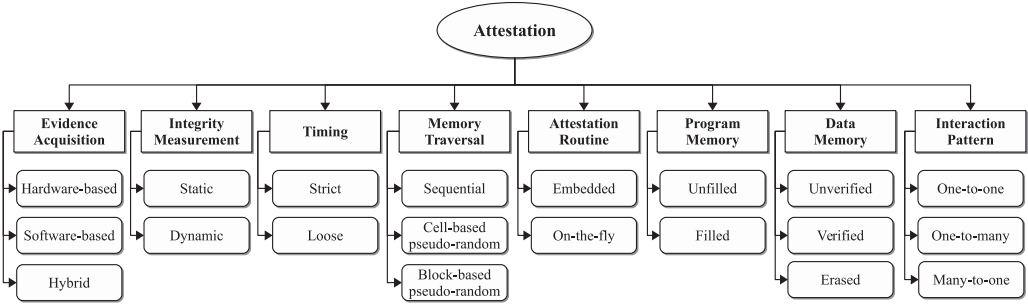 Attestation
Evidence
Acquisition
Hardware-based
Software-based
Hybrid
Integrity
Measurement
Static
Dynamic
Timing
Strict
Loose
Memory
Traversal
Sequential
Cell-based
pseudo-random
Block-based
pseudo-random
Attestation
Routine
Embedded
On-the-fly
Program
Memory
Unfilled
Filled
Data
Memory
Unverified
Verified
Erased
Interaction
Pattern
One-to-one
One-to-many
Many-to-one